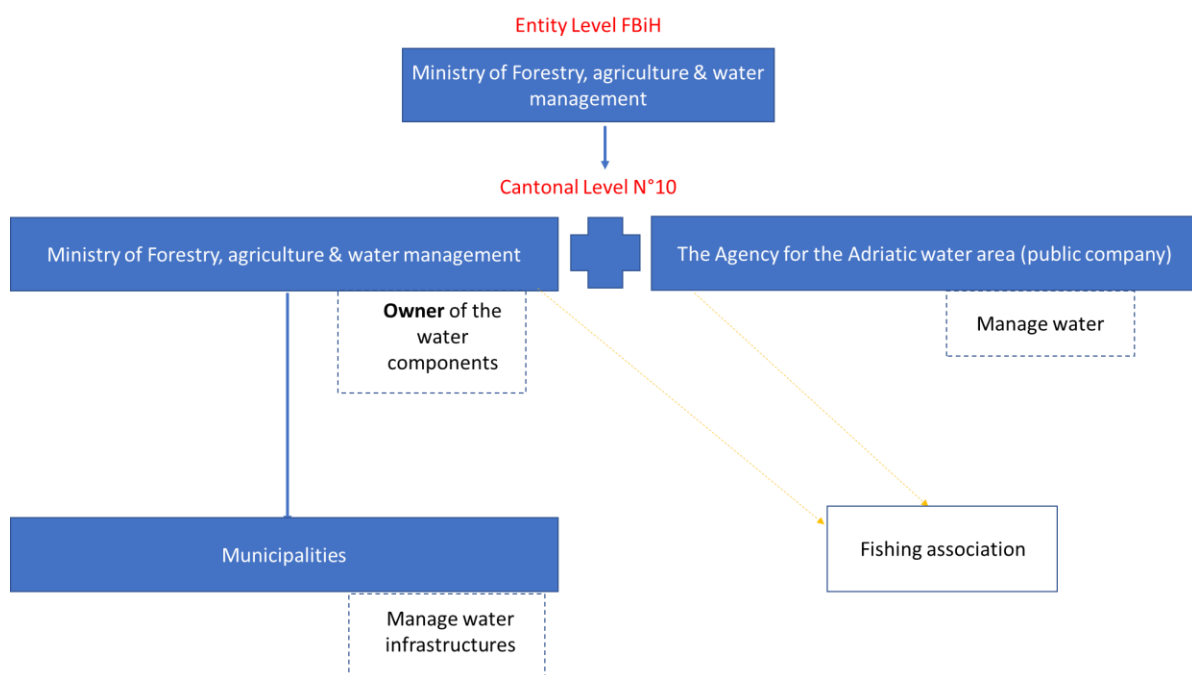 Entity Level FBiH
Ministry of Forestry, agriculture & water
management
Cantonal Level N°10
Ministry of Forestry, agriculture & water management
The Agency for the Adriatic water area (public company)
Owner of the
water
components
Manage water
Municipalities
Fishing association
Manage water
infrastructures